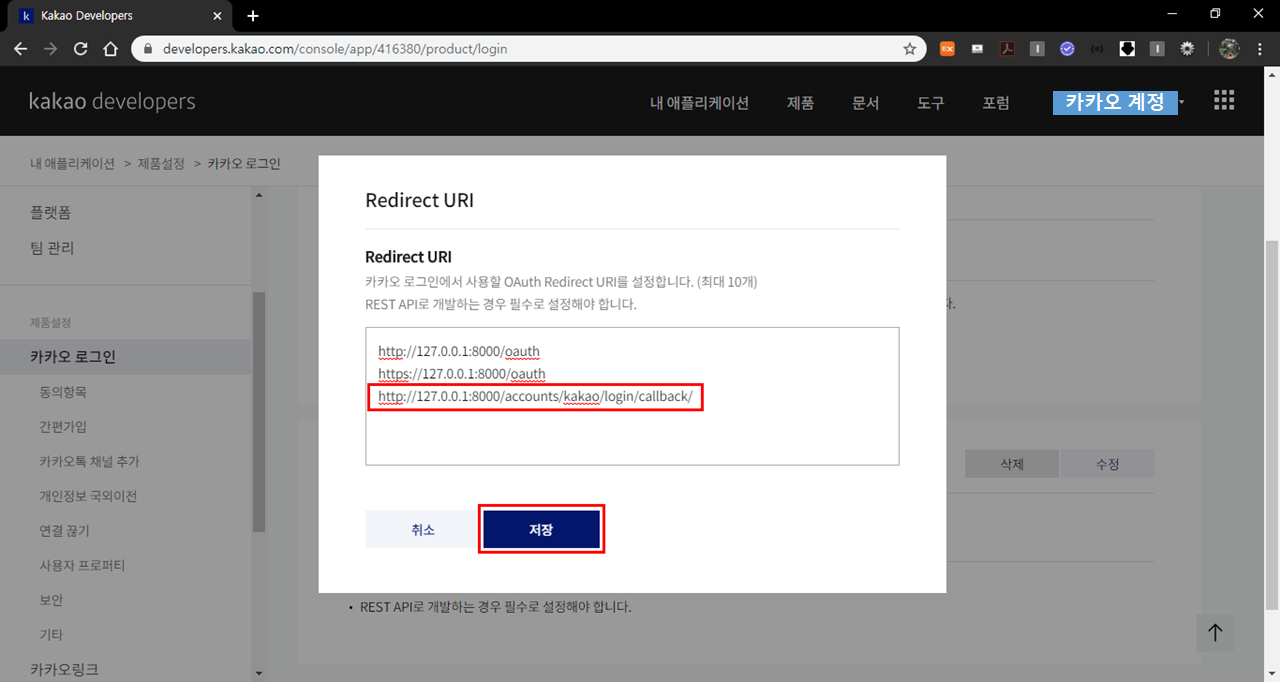 Kakao Developers
developers.kakao.com/console/app/416380/product/login
kakao developers
내 애플리케이션 제품 문서 도구 포럼 카카오 계정
내 애플리케이션 > 제품설정 > 카카오 로그인
플랫폼
팀 관리
제품설정
카카오 로그인
동의항목
간편가입
카카오톡 채널 추가
개인정보 국외이전
연결 끊기
사용자 프로퍼티
보안
기타
카카오링크
Redirect URI
Redirect URI
카카오 로그인에서 사용할 OAuth Redirect URI를 설정합니다. (최대 10개)
REST API로 개발하는 경우 필수로 설정해야 합니다.
http://127.0.0.1:8000/oauth
https://127.0.0.1:8000/oauth
http://127.0.0.1:8000/accounts/kakao/login/callback/
취소 저장
삭제 수정
• REST API로 개발하는 경우 필수로 설정해야 합니다.